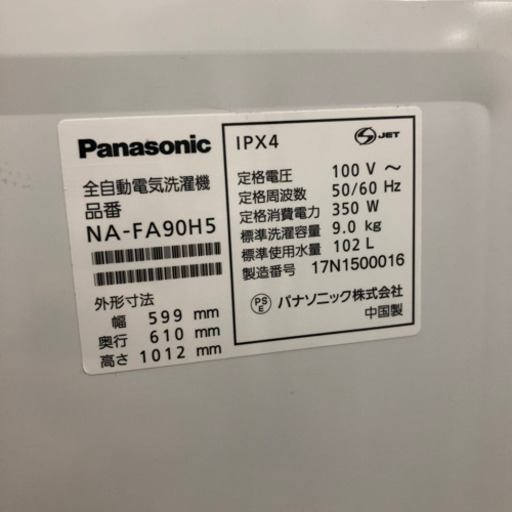 Panasonic
全自動電気洗濯機
品番
NA-FA90H5
外形寸法
幅 599 mm
奥行 610 mm
高さ 1012 mm
IPX4
S JET
定格電圧 100 V ～
定格周波数 50/60 Hz
定格消費電力 350 W
標準洗濯容量 9.0 kg
標準使用水量 102 L
製造番号 17N1500016
PS E パナソニック株式会社
中国製